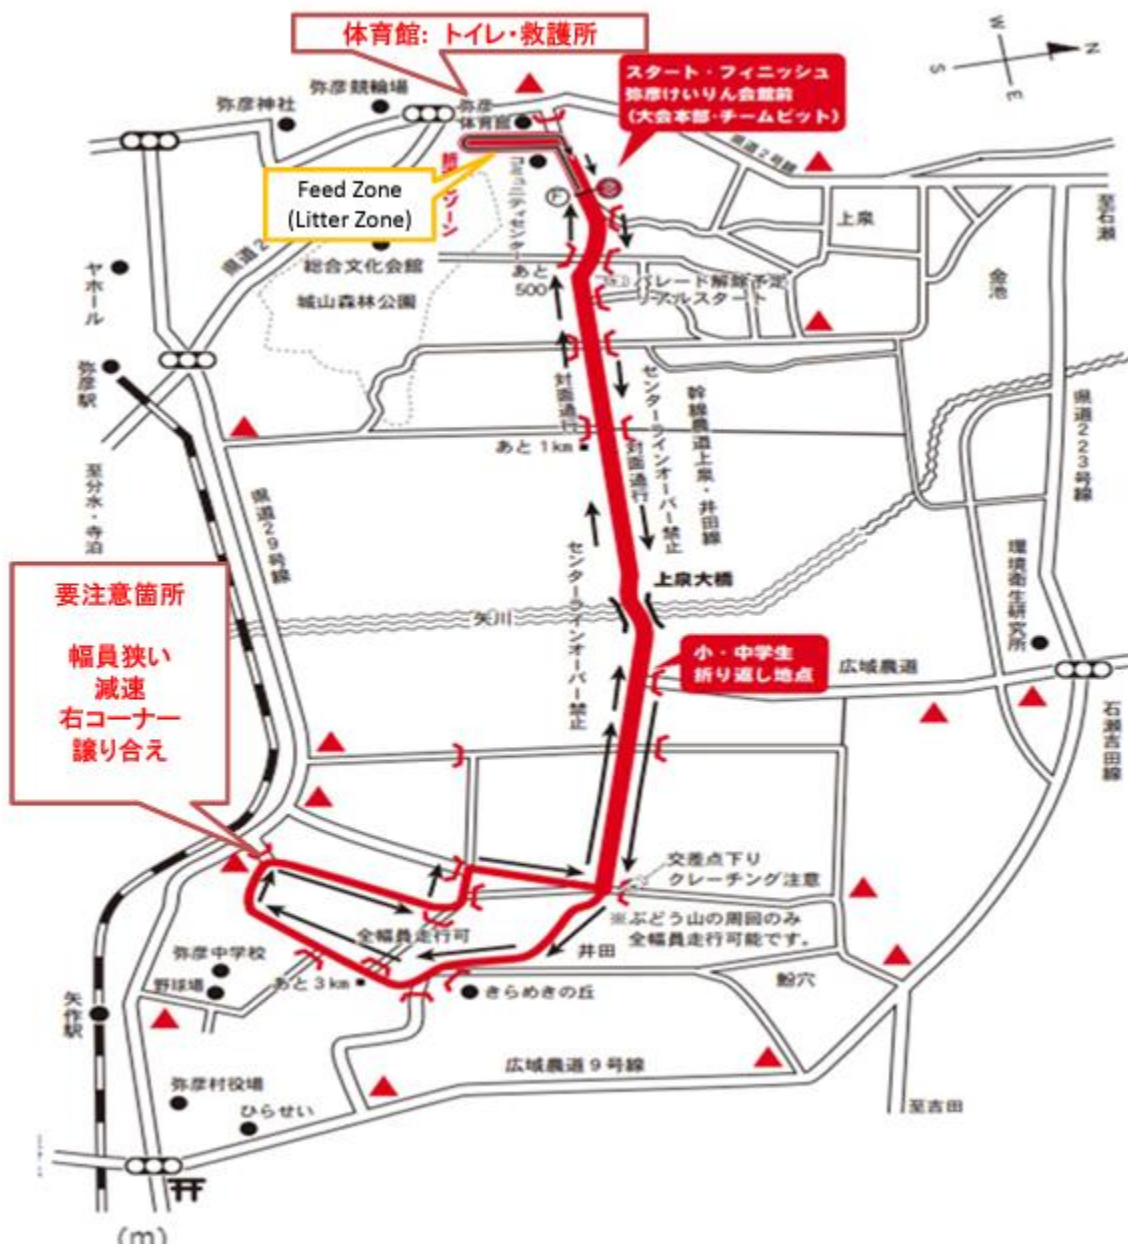 体育館: トイレ・救護所
スタート・フィニッシュ
弥彦けいりん会館前
(大会本部・チームピット)
W
N
S
E
弥彦競輪場
弥彦神社
弥彦
体育館
県道2号線
Feed Zone
(Litter Zone)
ゾーン
コミュニティセンター
F
上泉
至石瀬
金池
県道2
総合文化会館
城山森林公園
あと
500
パレード解除予定
アルスタート
ヤホール
弥彦駅
対面通行
センターラインオーバー禁止
幹線農道上泉・井田線
対面通行
あと1km
県道223号線
至分水・寺泊
県道29号線
センターラインオーバー禁止
上泉大橋
環境衛生研究所
矢川
要注意箇所
幅員狭い
減速
右コーナー
譲り合え
小・中学生
折り返し地点
広域農道
石瀬吉田線
交差点下り
クレーチング注意
※ぶどう山の周回のみ
全幅員走行可能です。
全幅員走行可
井田
弥彦中学校
野球場
あと3km
きらめきの丘
鮒穴
矢作駅
広域農道9号線
弥彦村役場
ひらせい
至吉田
(m)